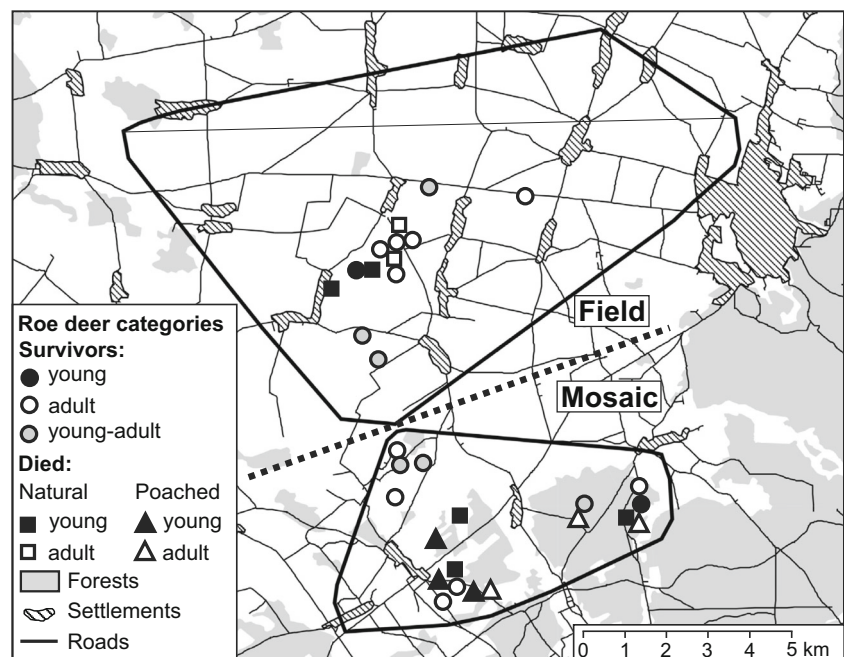 Field
Mosaic
Roe deer categories
Survivors:
young
adult
young-adult
Died:
Natural Poached
young young
adult adult
Forests
Settlements
Roads
0 1 2 3 4 5 km